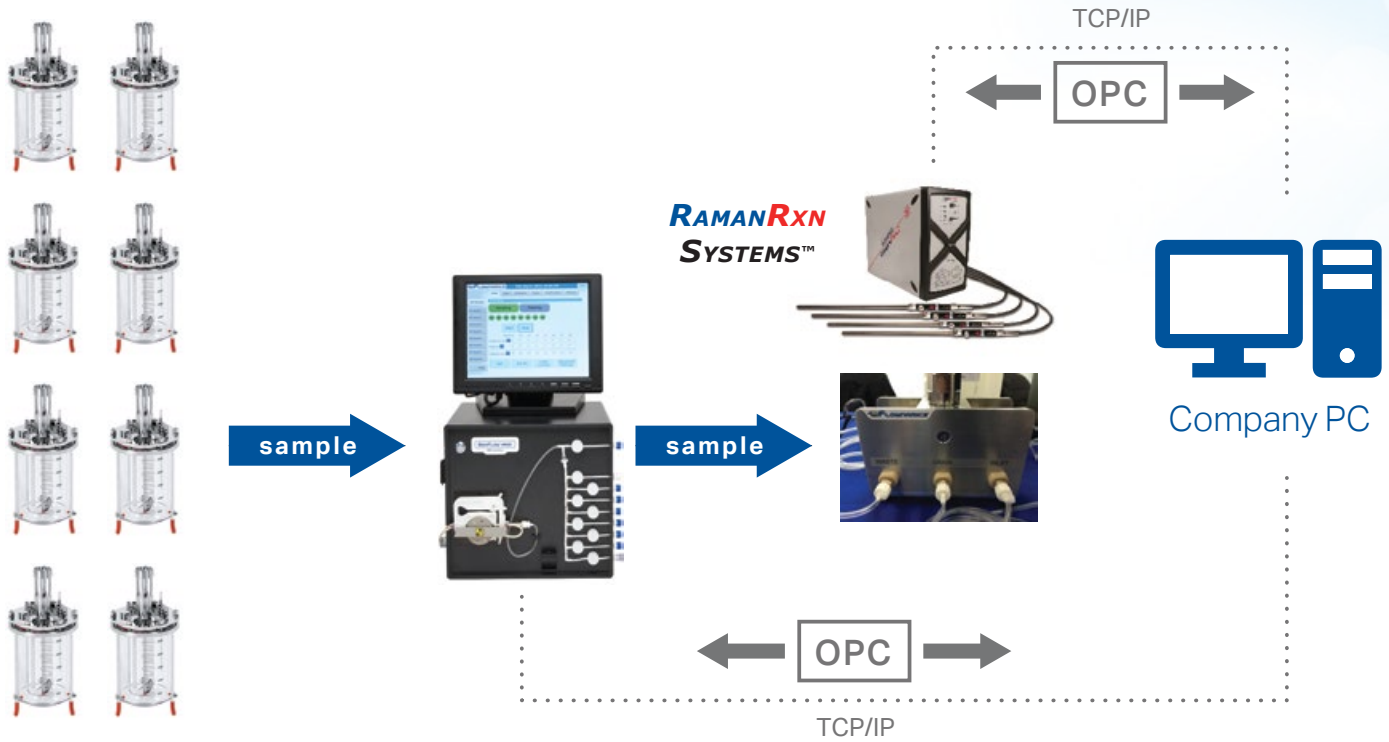 TCP/IP
OPC
RAMANRXN
SYSTEMS™
sample
sample
Company PC
OPC
TCP/IP